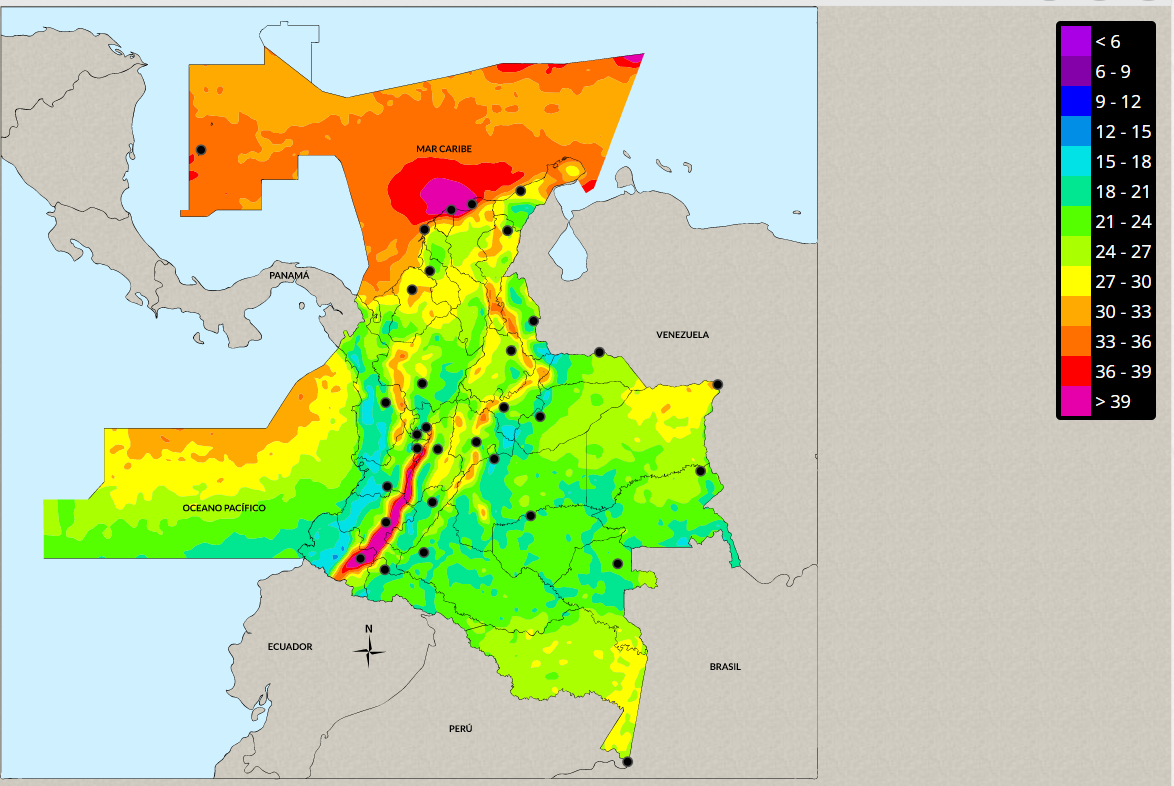 < 6
6 - 9
9 - 12
12 - 15
15 - 18
18 - 21
21 - 24
24 - 27
27 - 30
30 - 33
33 - 36
36 - 39
> 39
MAR CARIBE
PANAMÁ
VENEZUELA
OCEANO PACÍFICO
N
ECUADOR
BRASIL
PERÚ